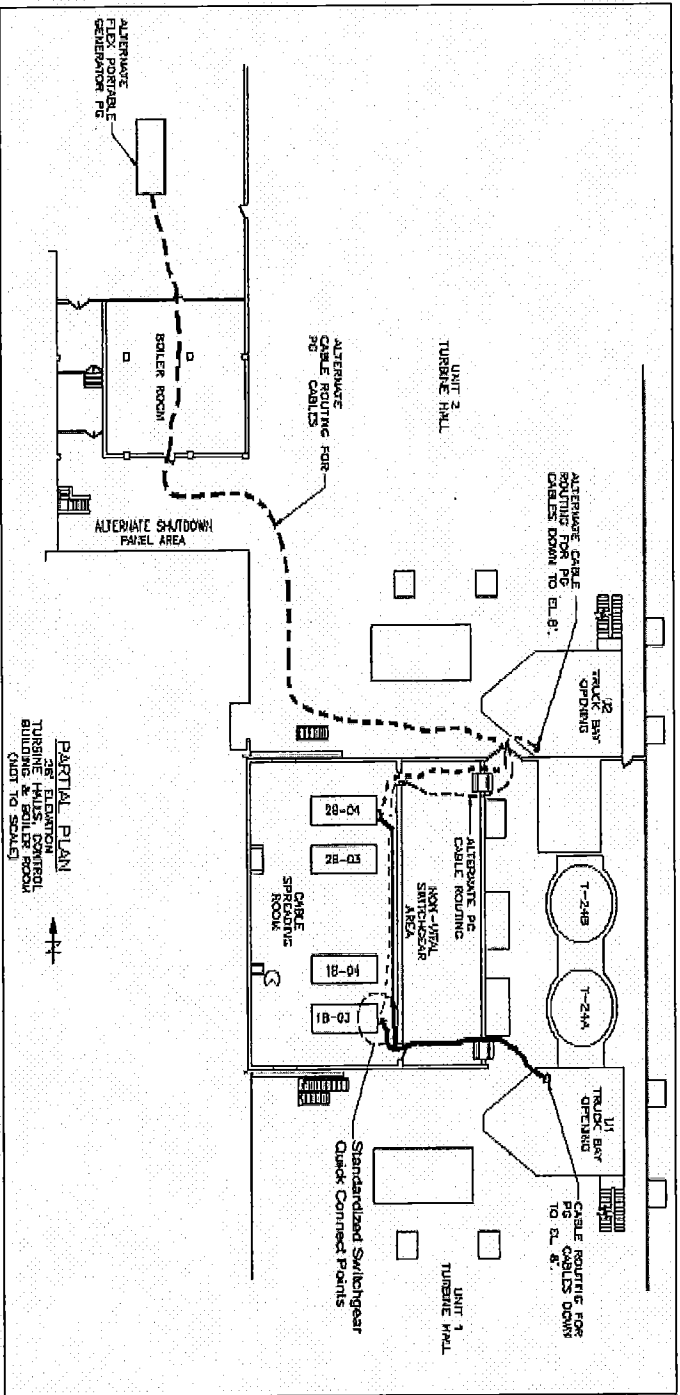 ALTERNATE
FLEX PORTABLE
GENERATOR PG
BOILER ROOM
ALTERNATE
CABLE ROUTING FOR
PG CABLES
UNIT 2
TURBINE HALL
ALTERNATE CABLE
ROUTING FOR PG
CABLES DOWN TO EL 8'.
U2
TRUCK BAY
OPENING
ALTERNATE SHUTDOWN
PANEL AREA
ALTERNATE PG
CABLE ROUTING
NON-VITAL
SWITCHGEAR
AREA
T-24B
T-24A
2B-04
2B-03
CABLE
SPREADING
ROOM
1B-04
1B-03
U1
TRUCK BAY
OPENING
CABLE ROUTING FOR
PG CABLES DOWN
TO EL 8'.
Standardized Switchgear
Quick Connect Points
UNIT 1
TURBINE HALL
PARTIAL PLAN
26' ELEVATION
TURBINE HALLS, CONTROL
BUILDING & BOILER ROOM
(NOT TO SCALE)